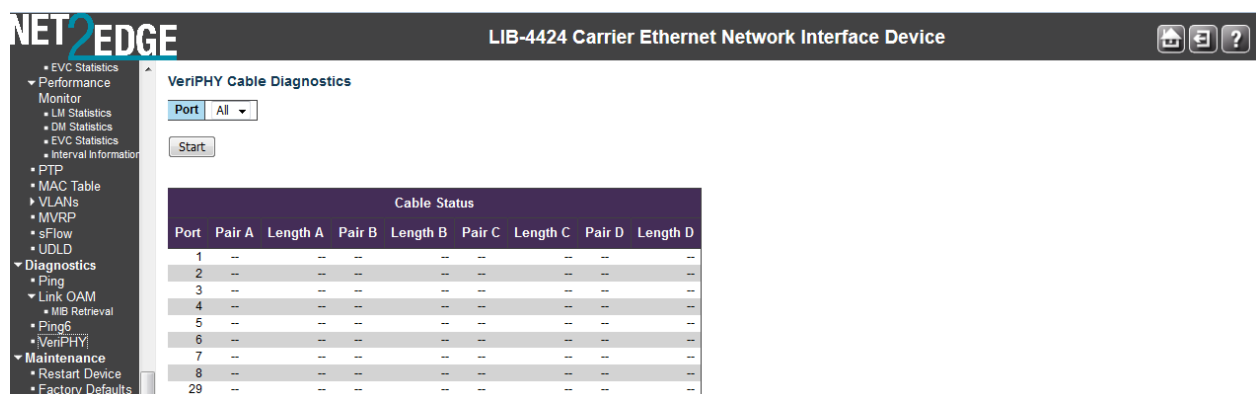 NET2EDGE
LIB-4424 Carrier Ethernet Network Interface Device
EVC Statistics
Performance
Monitor
LM Statistics
DM Statistics
EVC Statistics
Interval Information
PTP
MAC Table
VLANs
MVRP
sFlow
UDLD
Diagnostics
Ping
Link OAM
MIB Retrieval
Ping6
VeriPHY
Maintenance
Restart Device
Factory Defaults
VeriPHY Cable Diagnostics
Port All
Start
Cable Status
Port Pair A Length A Pair B Length B Pair C Length C Pair D Length D
1 -- -- -- -- -- -- -- --
2 -- -- -- -- -- -- -- --
3 -- -- -- -- -- -- -- --
4 -- -- -- -- -- -- -- --
5 -- -- -- -- -- -- -- --
6 -- -- -- -- -- -- -- --
7 -- -- -- -- -- -- -- --
8 -- -- -- -- -- -- -- --
29 -- -- -- -- -- -- -- --